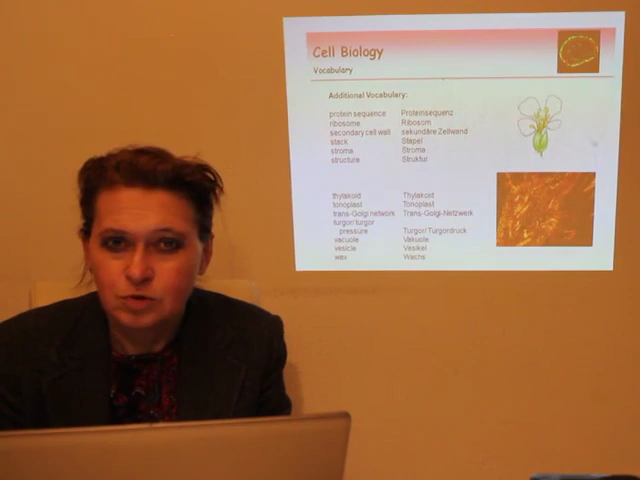 Cell Biology
Vocabulary
Additional Vocabulary:
protein sequence Proteinsequenz
ribosome Ribosom
secondary cell wall sekundäre Zellwand
stack Stapel
stroma Stroma
structure Struktur
thylakoid Thylakoid
tonoplast Tonoplast
trans-Golgi network Trans-Golgi-Netzwerk
turgor/turgor
pressure Turgor/Turgordruck
vacuole Vakuole
vesicle Vesikel
wax Wachs